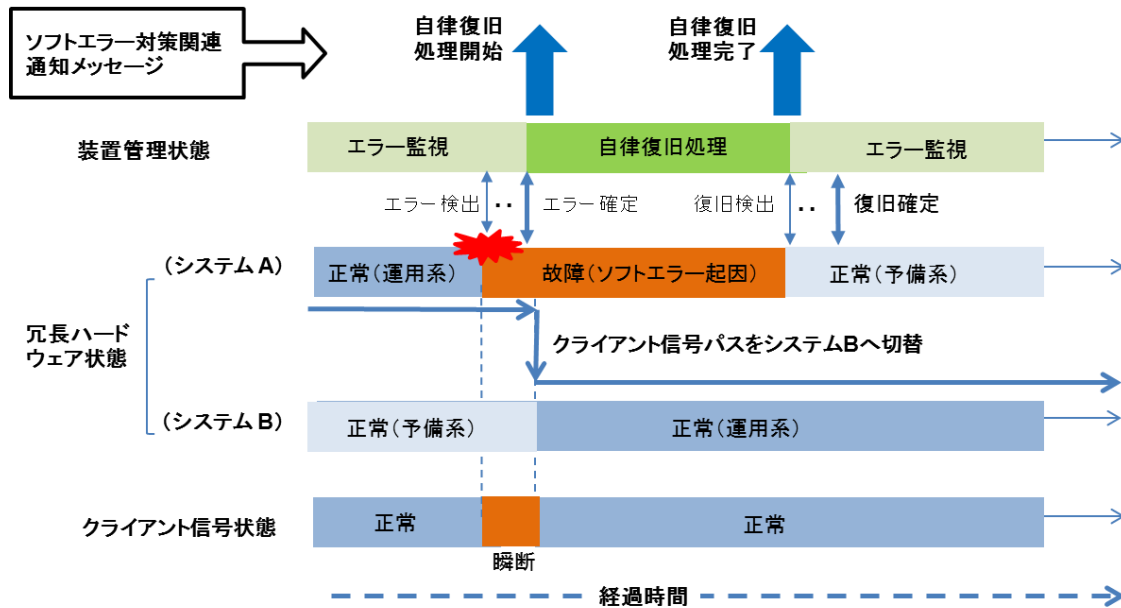 ソフトエラー対策関連
通知メッセージ
自律復旧
処理開始
自律復旧
処理完了
装置管理状態
エラー監視
自律復旧処理
エラー監視
エラー検出
‥
エラー確定
復旧検出
‥
復旧確定
(システムA)
正常(運用系)
故障(ソフトエラー起因)
正常(予備系)
冗長ハード
ウェア状態
クライアント信号パスをシステムBへ切替
(システムB)
正常(予備系)
正常(運用系)
クライアント信号状態
正常
正常
瞬断
経過時間